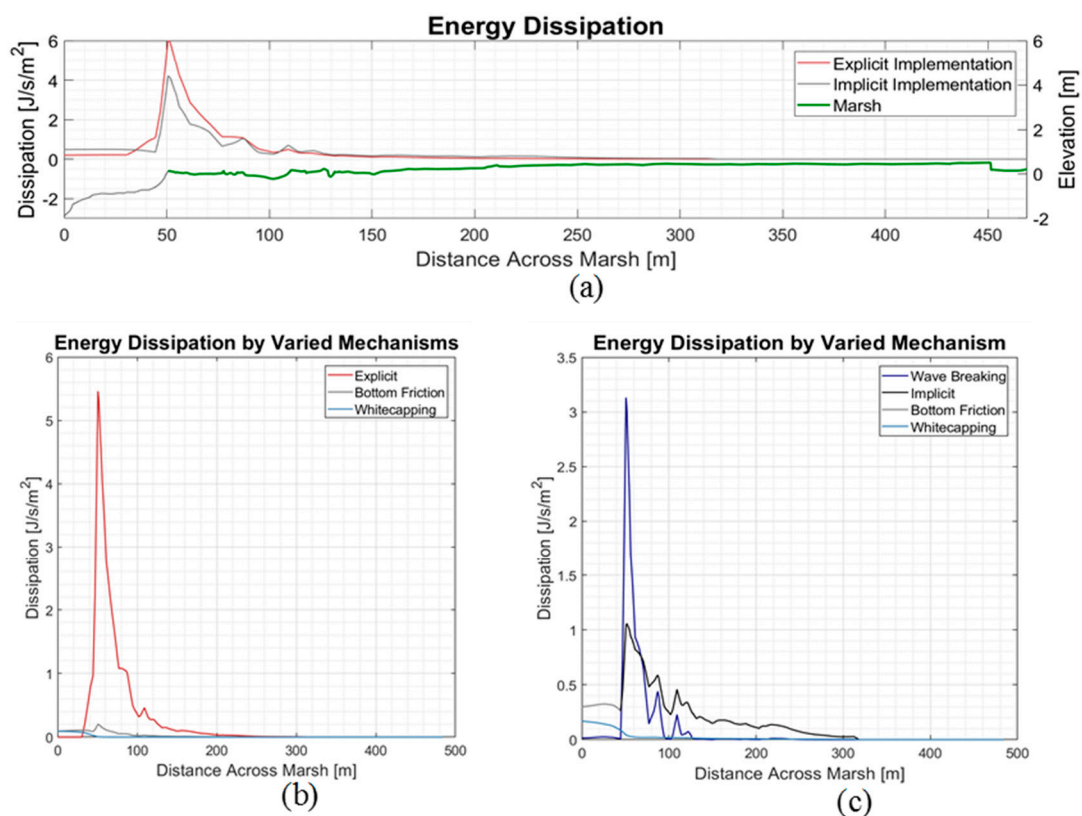 Energy Dissipation
Dissipation [J/s/m²]
6
4
2
0
-2
Explicit Implementation
Implicit Implementation
Marsh
6
4
2
0
-2
Elevation [m]
0 50 100 150 200 250 300 350 400 450
Distance Across Marsh [m]
(a)
Energy Dissipation by Varied Mechanisms
Dissipation [J/s/m²]
6
5
4
3
2
1
0
Explicit
Bottom Friction
Whitecapping
0 100 200 300 400 500
Distance Across Marsh [m]
(b)
Energy Dissipation by Varied Mechanism
Dissipation [J/s/m²]
3.5
3
2.5
2
1.5
1
0.5
0
Wave Breaking
Implicit
Bottom Friction
Whitecapping
0 100 200 300 400 500
Distance Across Marsh [m]
(c)